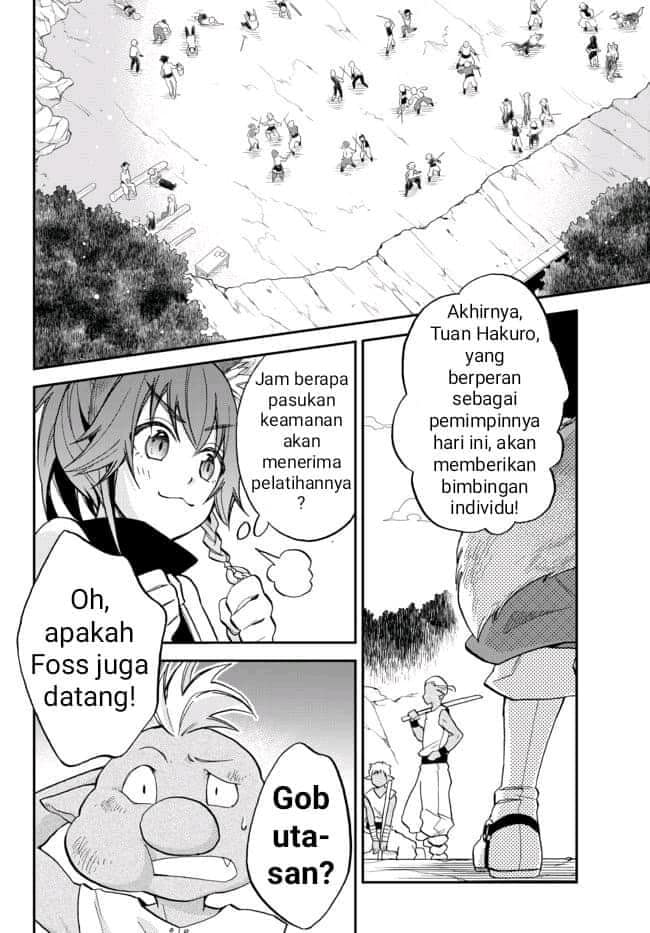 Akhirnya,
Tuan Hakuro,
yang
berperan
sebagai
pemimpinnya
hari ini, akan
memberikan
bimbingan
individu!
Jam berapa
pasukan
keamanan
akan
menerima
pelatihannya
?
Oh,
apakah
Foss juga
datang!
Gob
uta-
san?